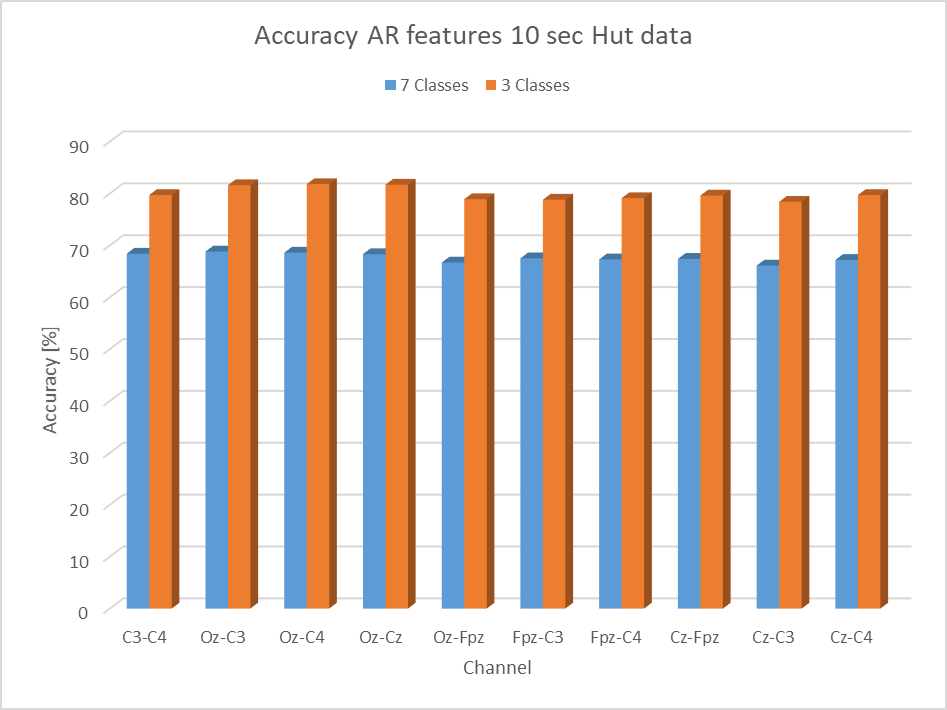 Accuracy AR features 10 sec Hut data
7 Classes 3 Classes
90
80
70
60
50
40
30
20
10
0
Accuracy [%]
C3-C4 Oz-C3 Oz-C4 Oz-Cz Oz-Fpz Fpz-C3 Fpz-C4 Cz-Fpz Cz-C3 Cz-C4
Channel